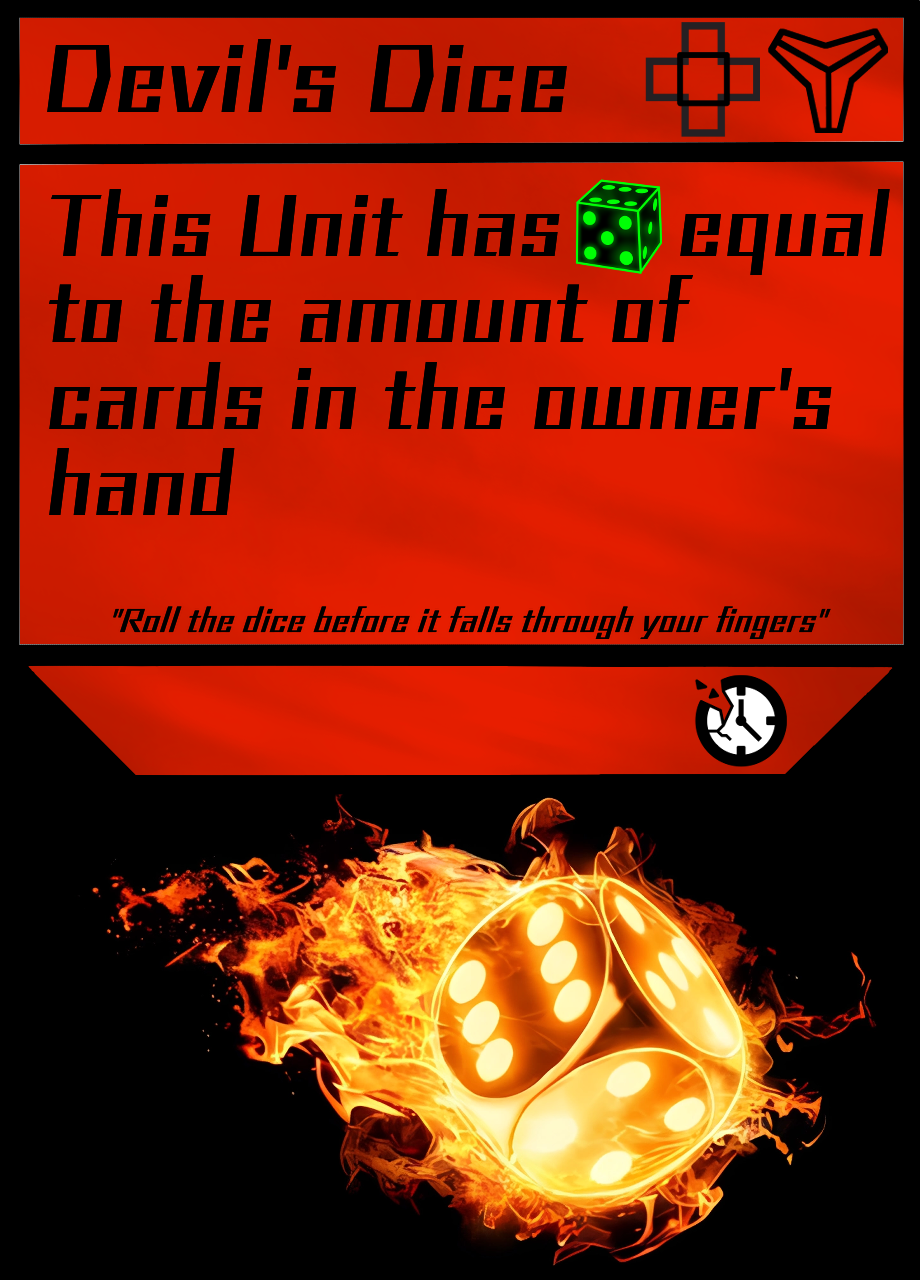 Devil's Dice
This Unit has equal
to the amount of
cards in the owner's
hand
"Roll the dice before it falls through your fingers"